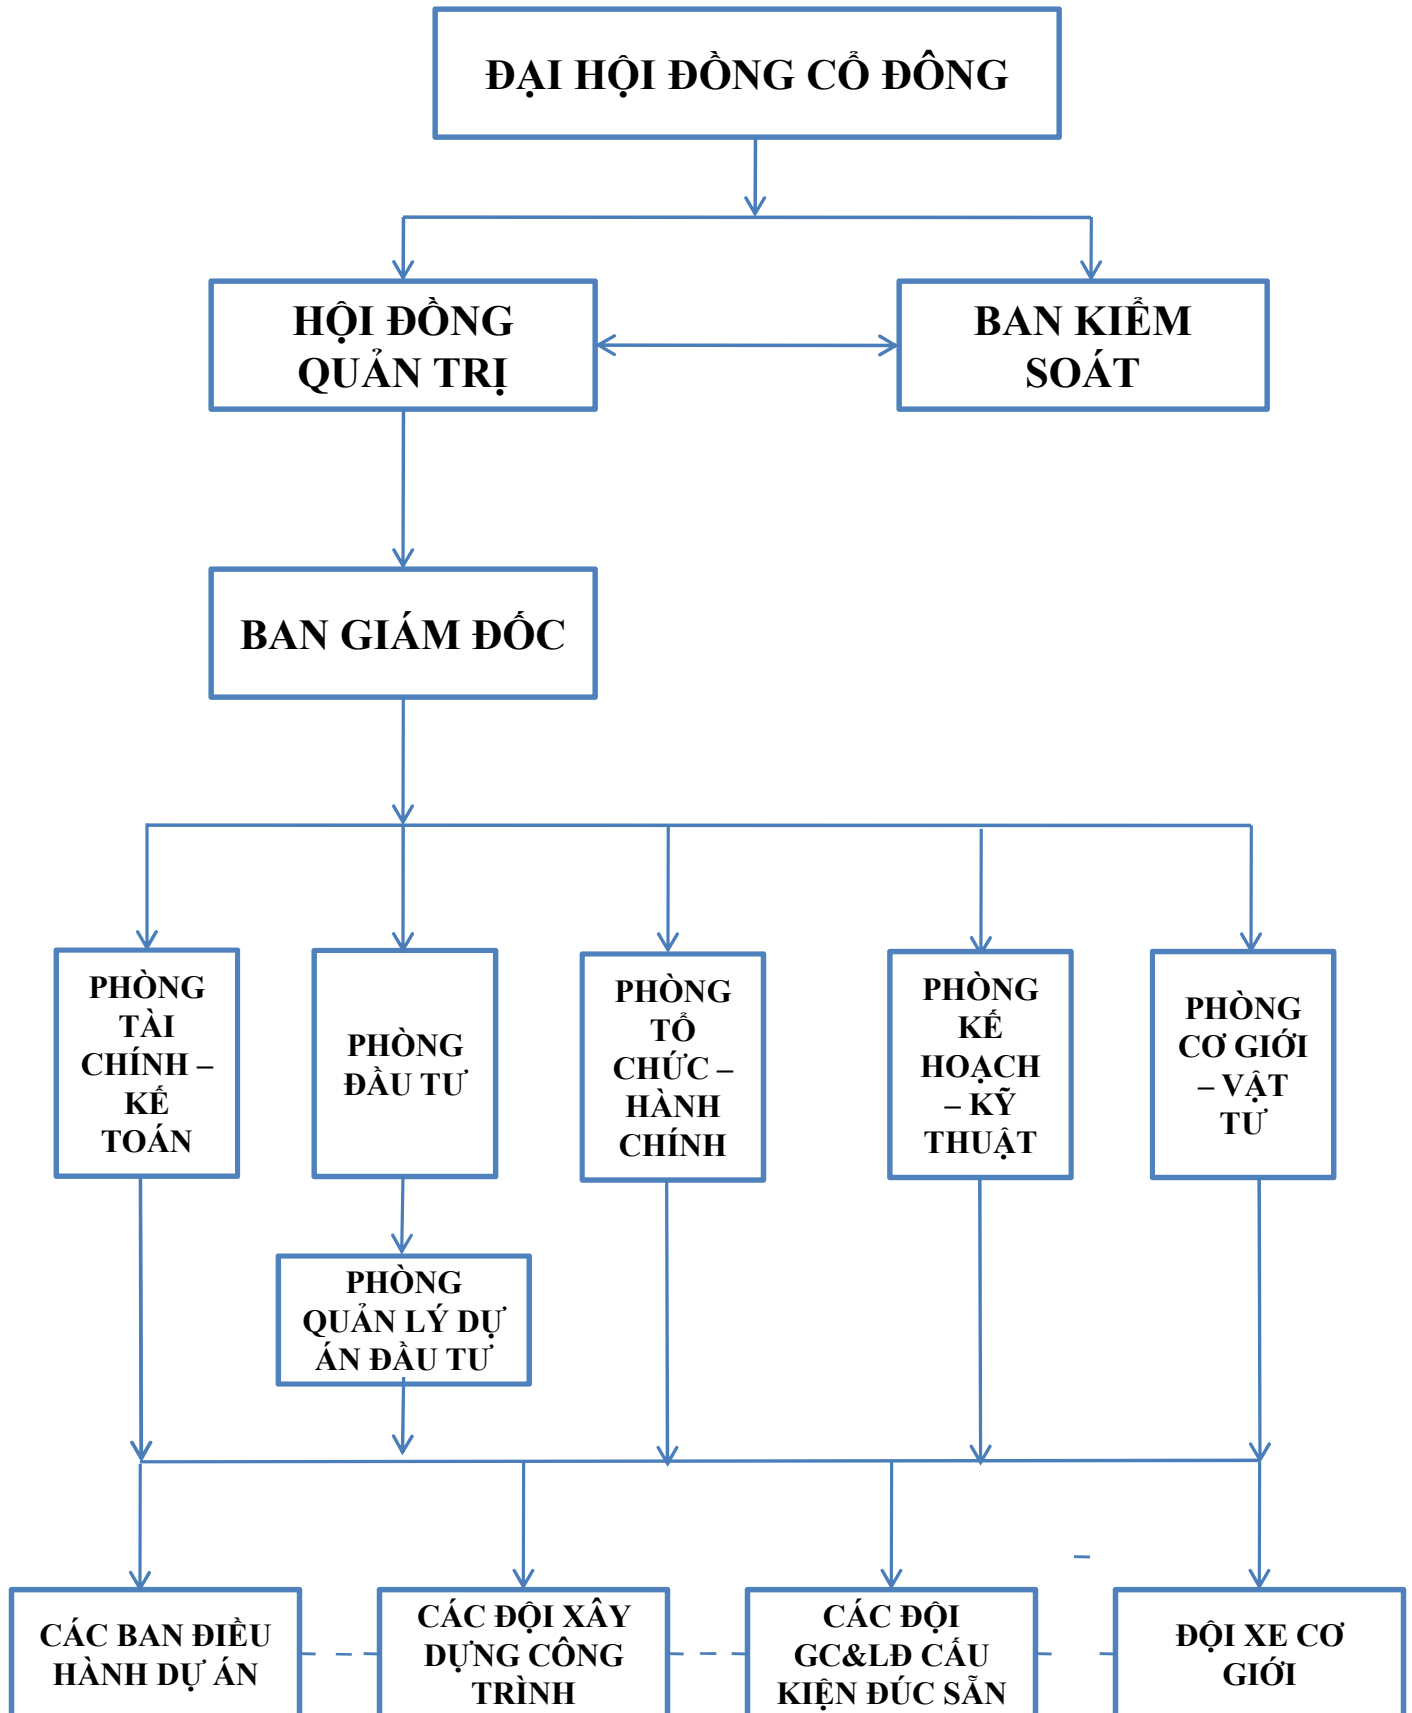 ĐẠI HỘI ĐỒNG CỔ ĐÔNG
HỘI ĐỒNG
QUẢN TRỊ
BAN KIỂM
SOÁT
BAN GIÁM ĐỐC
PHÒNG
TÀI
CHÍNH –
KẾ
TOÁN
PHÒNG
ĐẦU TƯ
PHÒNG
TỔ
CHỨC –
HÀNH
CHÍNH
PHÒNG
KẾ
HOẠCH
– KỸ
THUẬT
PHÒNG
CƠ GIỚI
– VẬT
TƯ
PHÒNG
QUẢN LÝ DỰ
ÁN ĐẦU TƯ
CÁC BAN ĐIỀU
HÀNH DỰ ÁN
CÁC ĐỘI XÂY
DỰNG CÔNG
TRÌNH
CÁC ĐỘI
GC&LĐ CẤU
KIỆN ĐÚC SẴN
ĐỘI XE CƠ
GIỚI